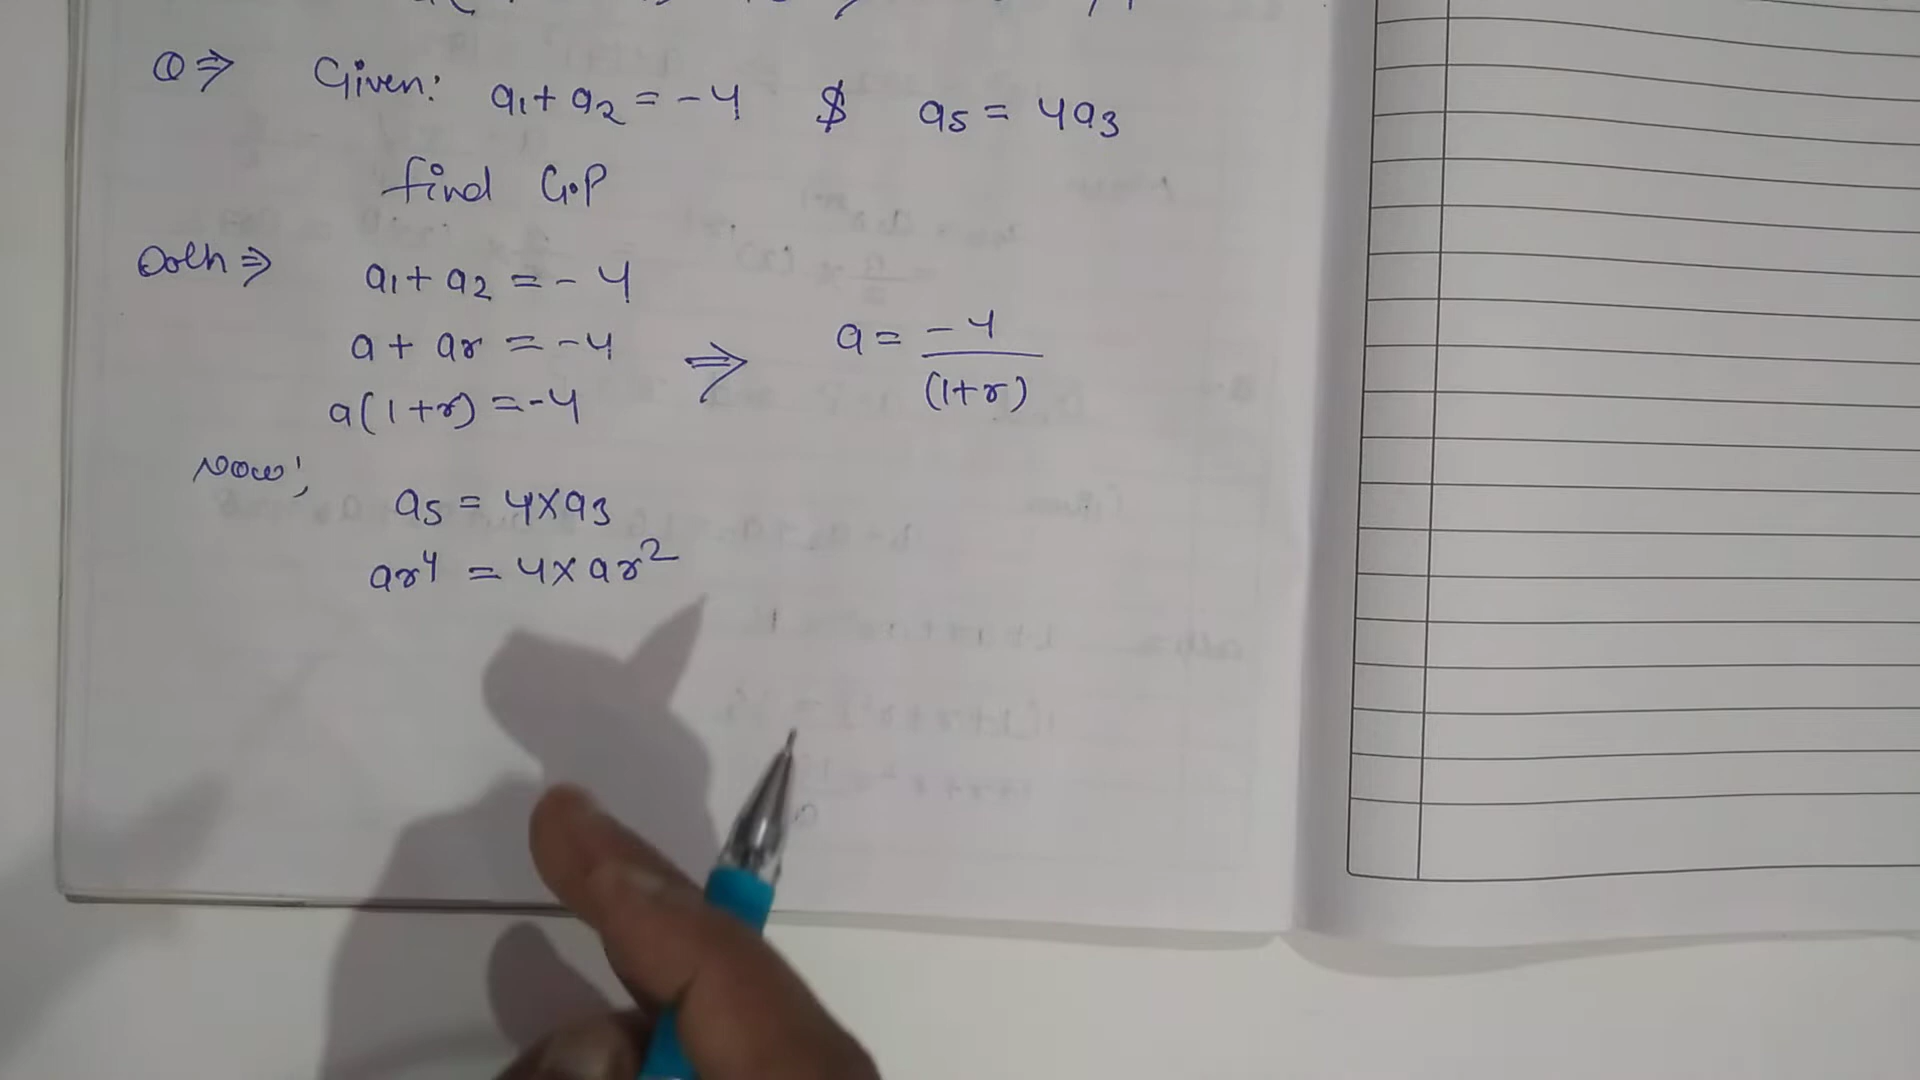 Q⇒ Given: a₁ + a₂ = -4 $ a₅ = 4a₃
find G.P
Soln⇒ a₁ + a₂ = -4
a + ar = -4 ⇒ a = -4/(1+r)
a(1+r) = -4
Now;
a₅ = 4×a₃
ar⁴ = 4×ar²